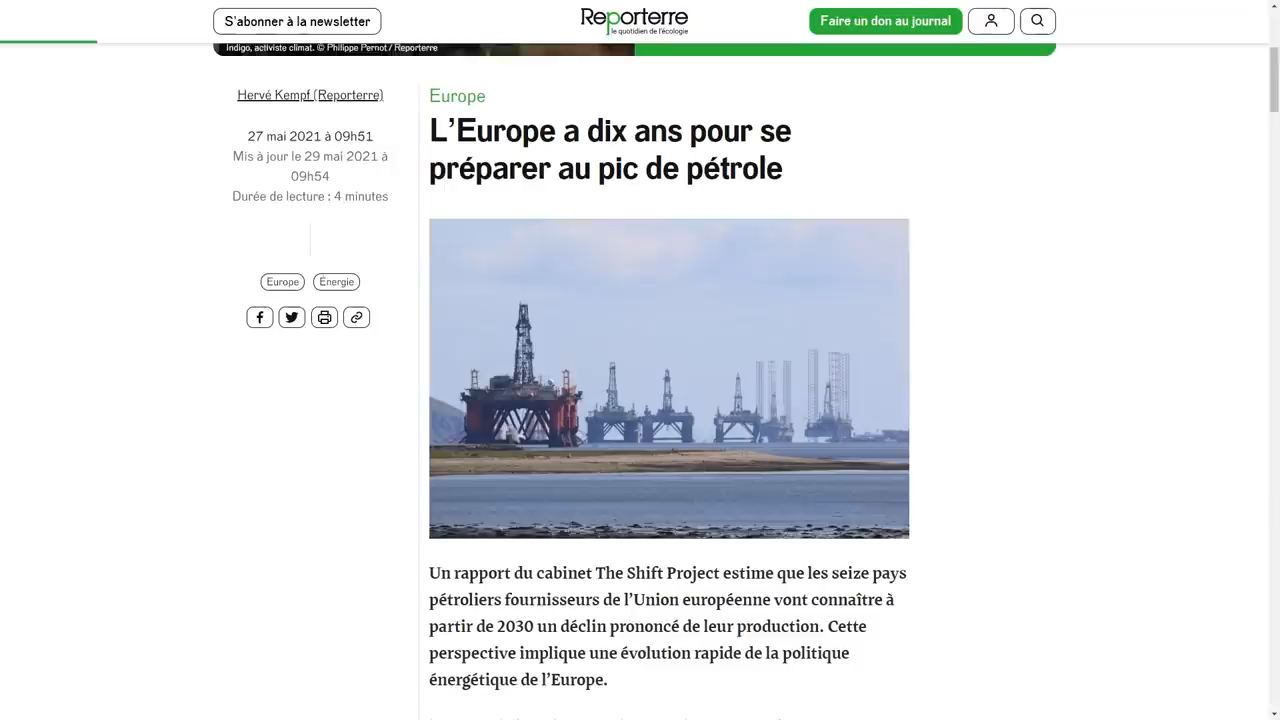 S'abonner à la newsletter
Reporterre
le quotidien de l'écologie
Faire un don au journal
indigo, activiste climat. © Philippe Pernot / Reporterre
Hervé Kempf (Reporterre)
27 mai 2021 à 09h51
Mis à jour le 29 mai 2021 à
09h54
Durée de lecture : 4 minutes
Europe
Énergie
Europe
L’Europe a dix ans pour se
préparer au pic de pétrole
Un rapport du cabinet The Shift Project estime que les seize pays
pétroliers fournisseurs de l’Union européenne vont connaître à
partir de 2030 un déclin prononcé de leur production. Cette
perspective implique une évolution rapide de la politique
énergétique de l’Europe.